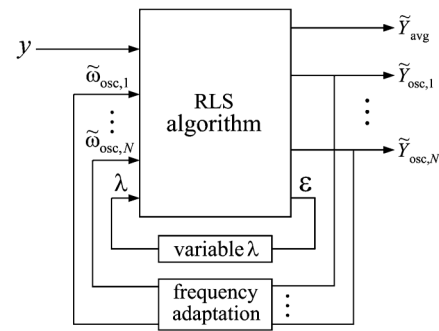 y
ω̃osc,1
⋮
ω̃osc,N
λ
RLS
algorithm
ε
Ỹavg
Ỹosc,1
⋮
Ỹosc,N
variable λ
frequency
adaptation
⋮